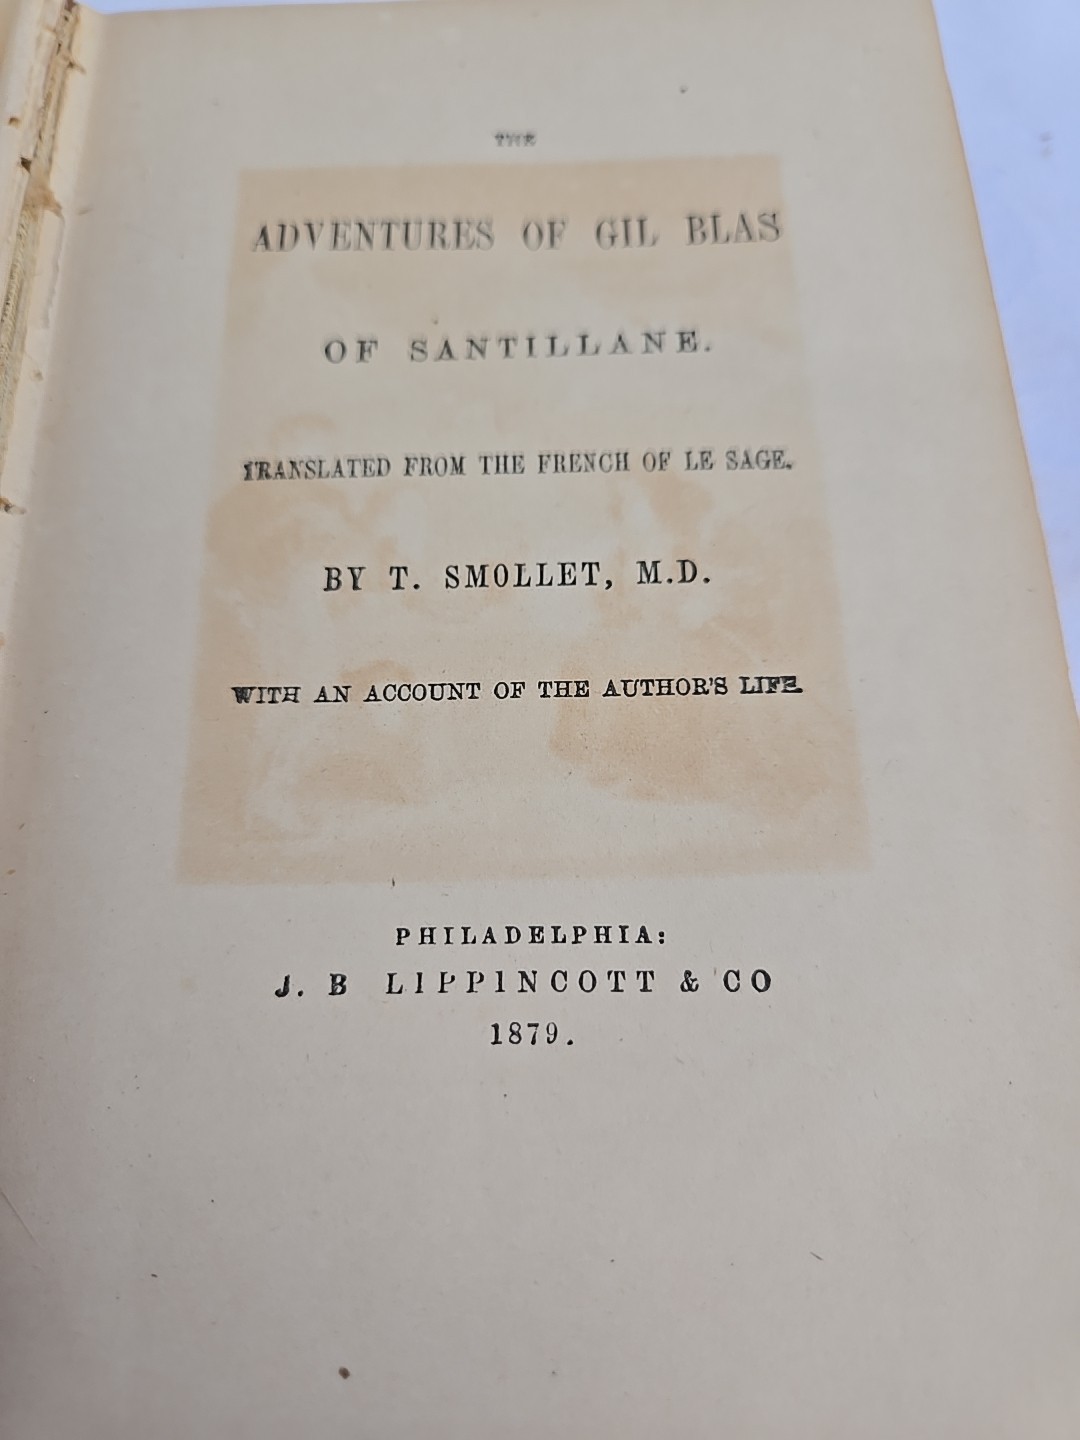 THE
ADVENTURES OF GIL BLAS
OF SANTILLANE.
TRANSLATED FROM THE FRENCH OF LE SAGE.
BY T. SMOLLET, M.D.
WITH AN ACCOUNT OF THE AUTHOR'S LIFE.
PHILADELPHIA:
J. B LIPPINCOTT & CO
1879.